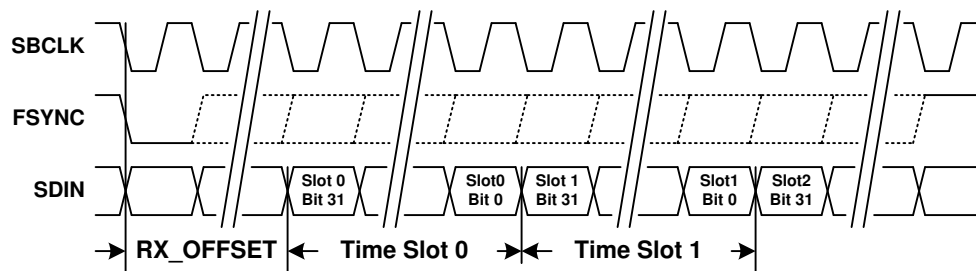 SBCLK
FSYNC
SDIN
Slot 0
Bit 31
Slot0
Bit 0
Slot 1
Bit 31
Slot1
Bit 0
Slot2
Bit 31
RX_OFFSET
Time Slot 0
Time Slot 1